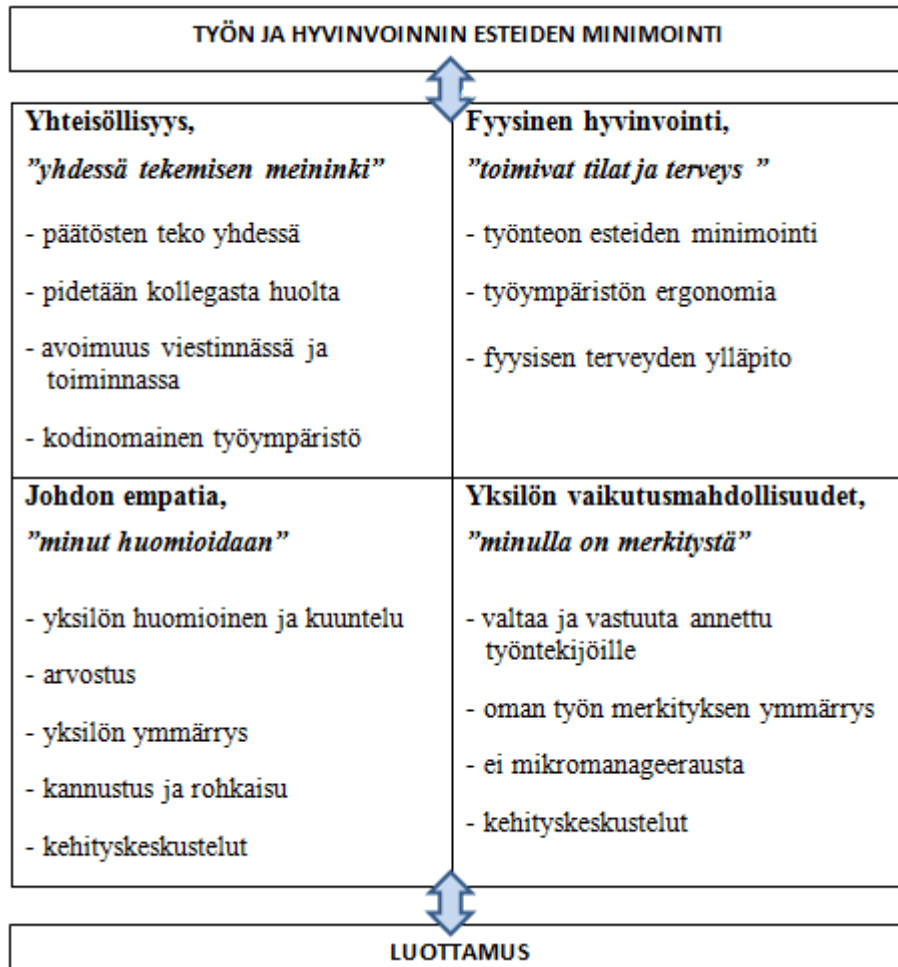 TYÖN JA HYVINVOINNIN ESTEIDEN MINIMOINTI
Yhteisöllisyys,
”yhdessä tekemisen meininki”
- päätösten teko yhdessä
- pidetään kollegasta huolta
- avoimuus viestinnässä ja
toiminnassa
- kodinomainen työympäristö
Fyysinen hyvinvointi,
”toimivat tilat ja terveys ”
- työnteon esteiden minimointi
- työympäristön ergonomia
- fyysisen terveyden ylläpito
Johdon empatia,
”minut huomioidaan”
- yksilön huomioinen ja kuuntelu
- arvostus
- yksilön ymmärrys
- kannustus ja rohkaisu
- kehityskeskustelut
Yksilön vaikutusmahdollisuudet,
”minulla on merkitystä”
- valtaa ja vastuuta annettu
työntekijöille
- oman työn merkityksen ymmärrys
- ei mikromanageerausta
- kehityskeskustelut
LUOTTAMUS